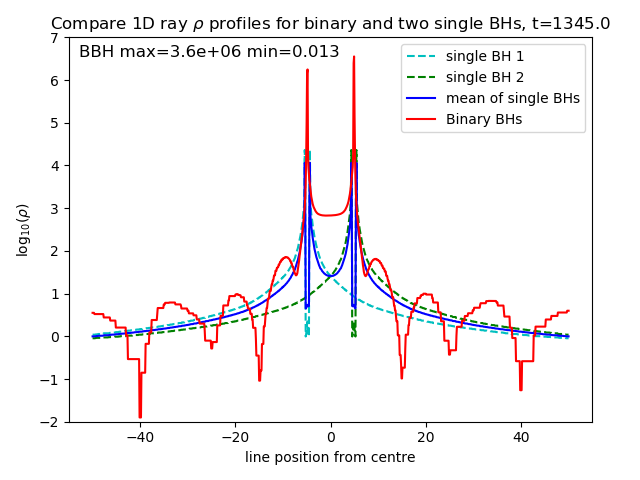 Compare 1D ray ρ profiles for binary and two single BHs, t=1345.0
BBH max=3.6e+06 min=0.013
single BH 1
single BH 2
mean of single BHs
Binary BHs
7
6
5
4
3
2
1
0
−1
−2
log₁₀(ρ)
−40
−20
0
20
40
line position from centre